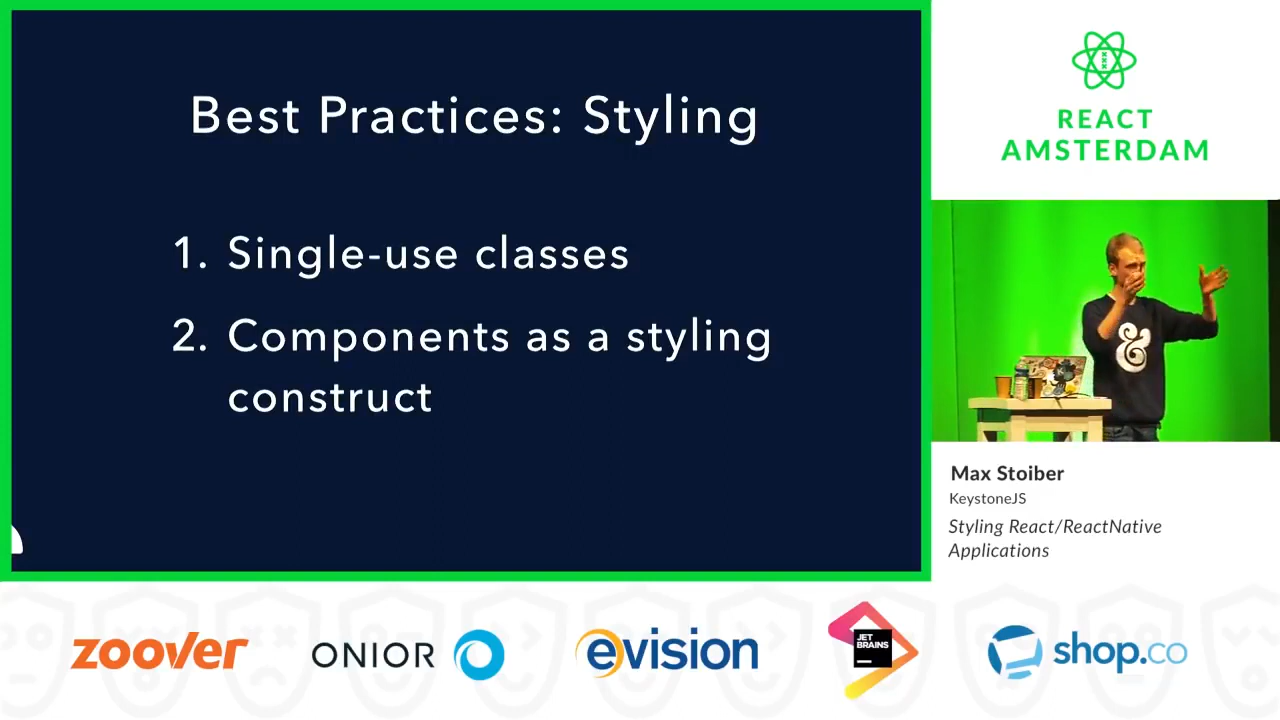 Best Practices: Styling
1. Single-use classes
2. Components as a styling
construct
REACT
AMSTERDAM
&
Max Stoiber
KeystoneJS
Styling React/ReactNative
Applications
zoover
ONIOR
evision
JET
BRAINS
shop.co